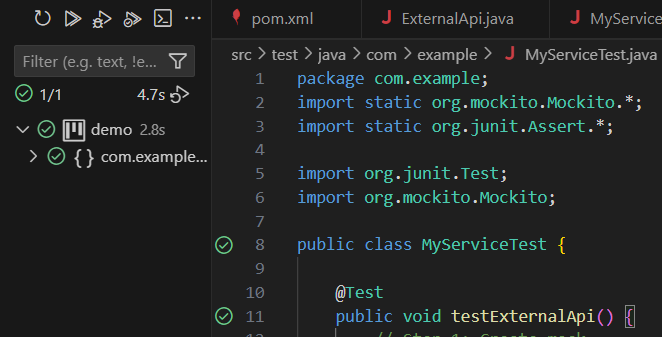 pom.xml
ExternalApi.java
MyService
Filter (e.g. text, !e...
1/1
4.7s
demo 2.8s
{ } com.example...
src > test > java > com > example > MyServiceTest.java
1 package com.example;
2 import static org.mockito.Mockito.*;
3 import static org.junit.Assert.*;
4
5 import org.junit.Test;
6 import org.mockito.Mockito;
7
8 public class MyServiceTest {
9
10 @Test
11 public void testExternalApi() {